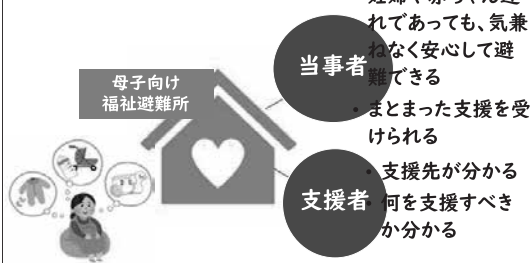 母子向け
福祉避難所
当事者
妊婦や赤ちゃん連
れであっても、気兼
ねなく安心して避
難できる
・まとまった支援を受
けられる
支援者
・支援先が分かる
・何を支援すべき
か分かる